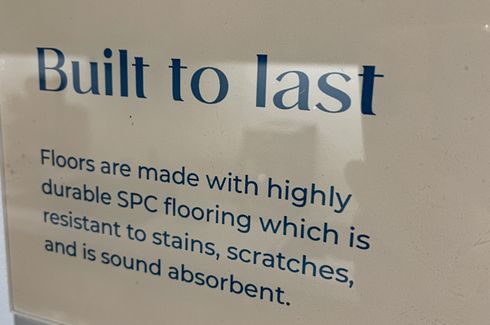 Built to last
Floors are made with highly
durable SPC flooring which is
resistant to stains, scratches,
and is sound absorbent.